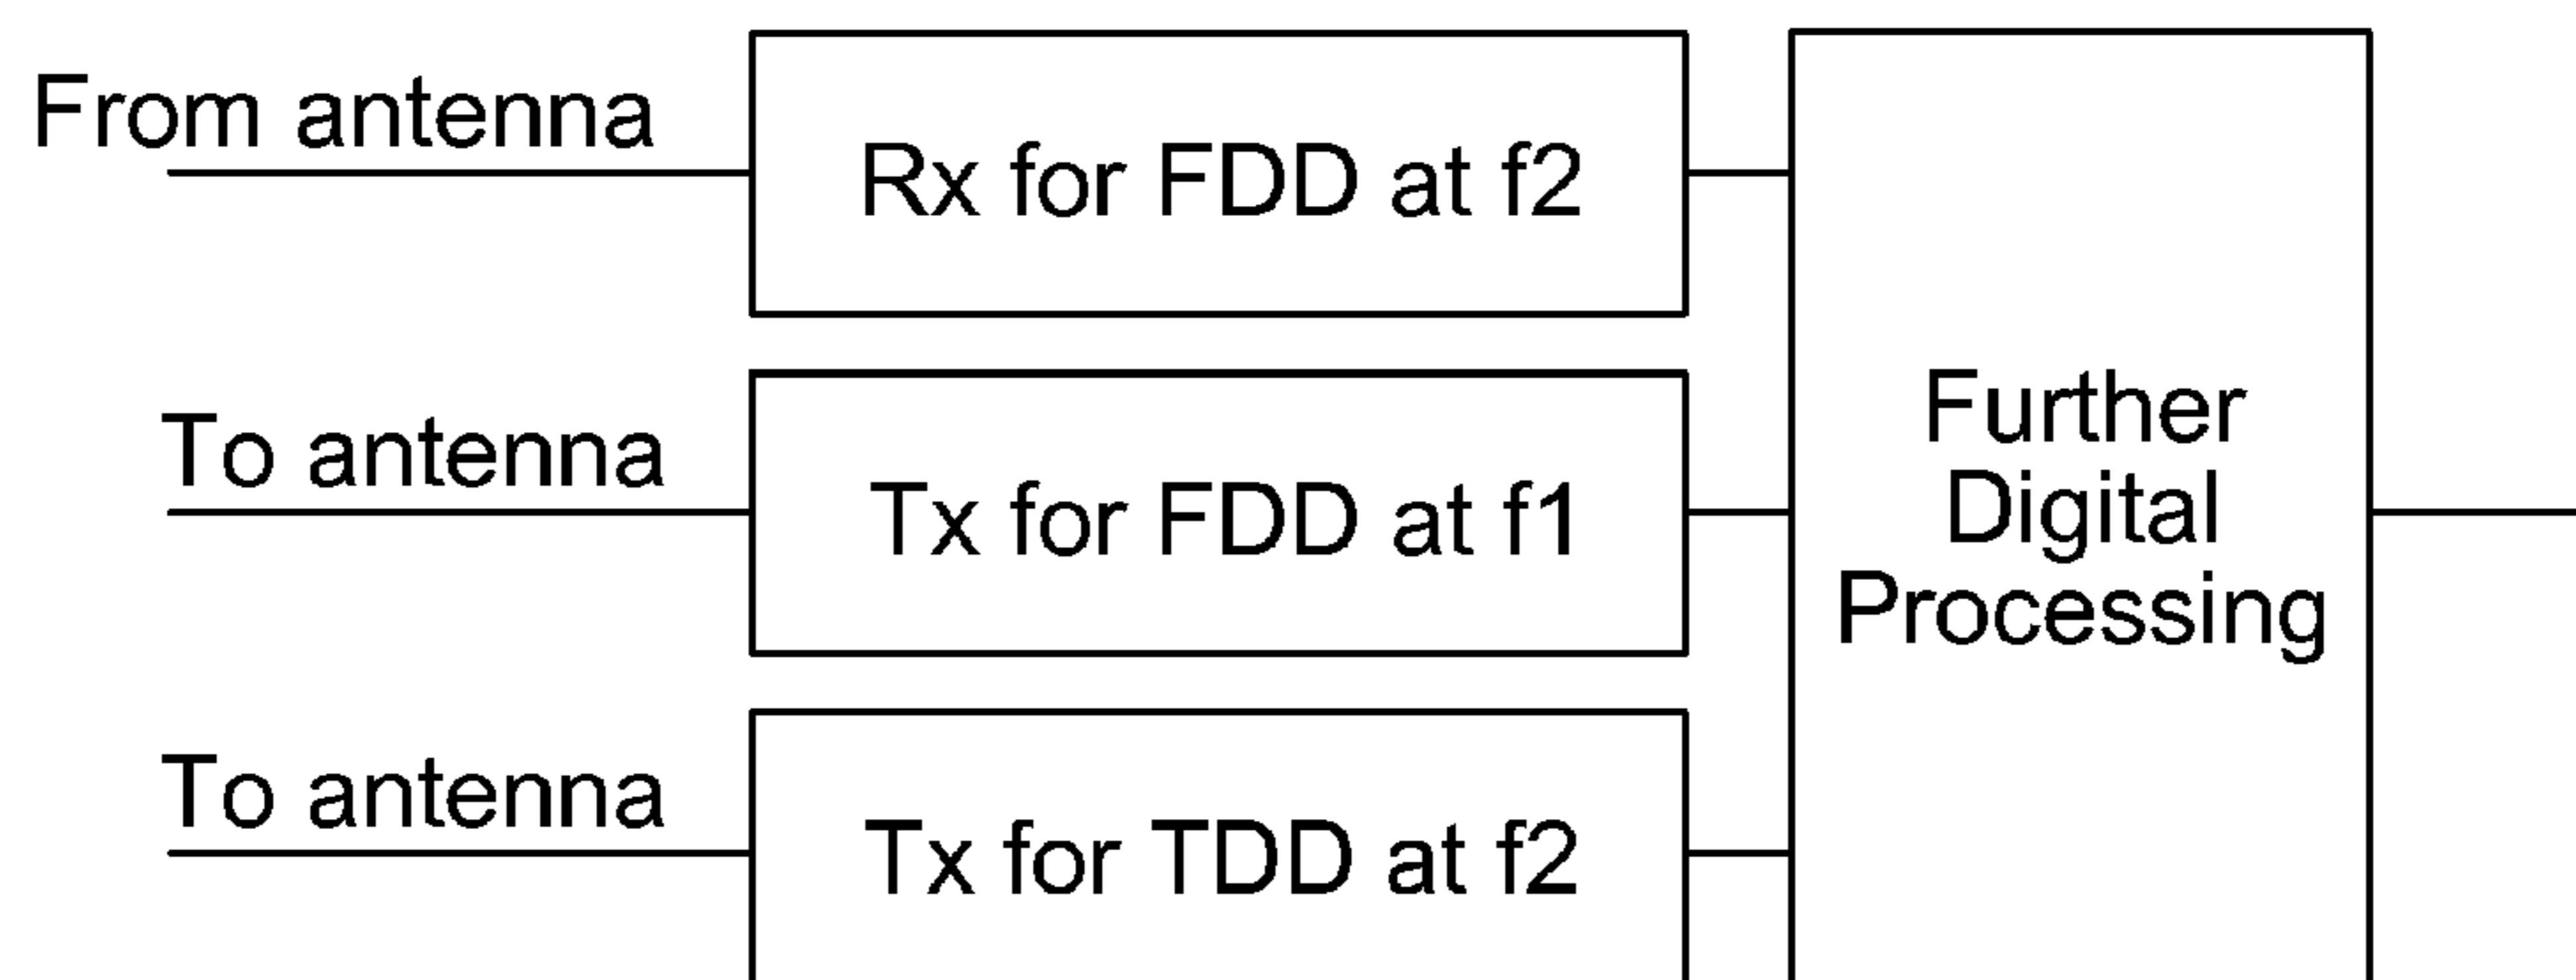 From antenna
Rx for FDD at f2
To antenna
Tx for FDD at f1
Further
Digital
Processing
To antenna
Tx for TDD at f2